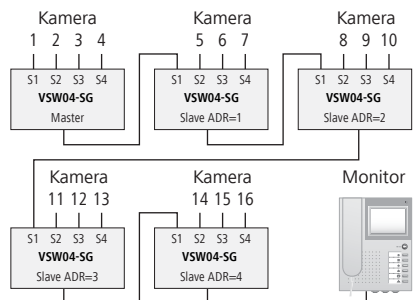 Kamera Kamera Kamera
1 2 3 4 5 6 7 8 9 10
S1 S2 S3 S4 S1 S2 S3 S4 S1 S2 S3 S4
VSW04-SG VSW04-SG VSW04-SG
Master Slave ADR=1 Slave ADR=2
Kamera Kamera Monitor
11 12 13 14 15 16
S1 S2 S3 S4 S1 S2 S3 S4
VSW04-SG VSW04-SG
Slave ADR=3 Slave ADR=4